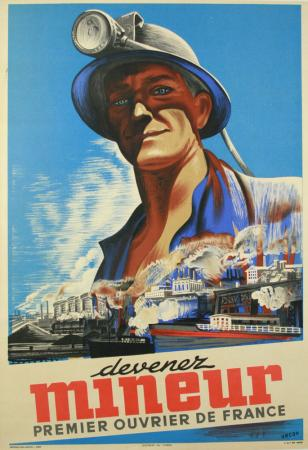 devenez
mineur
PREMIER OUVRIER DE FRANCE